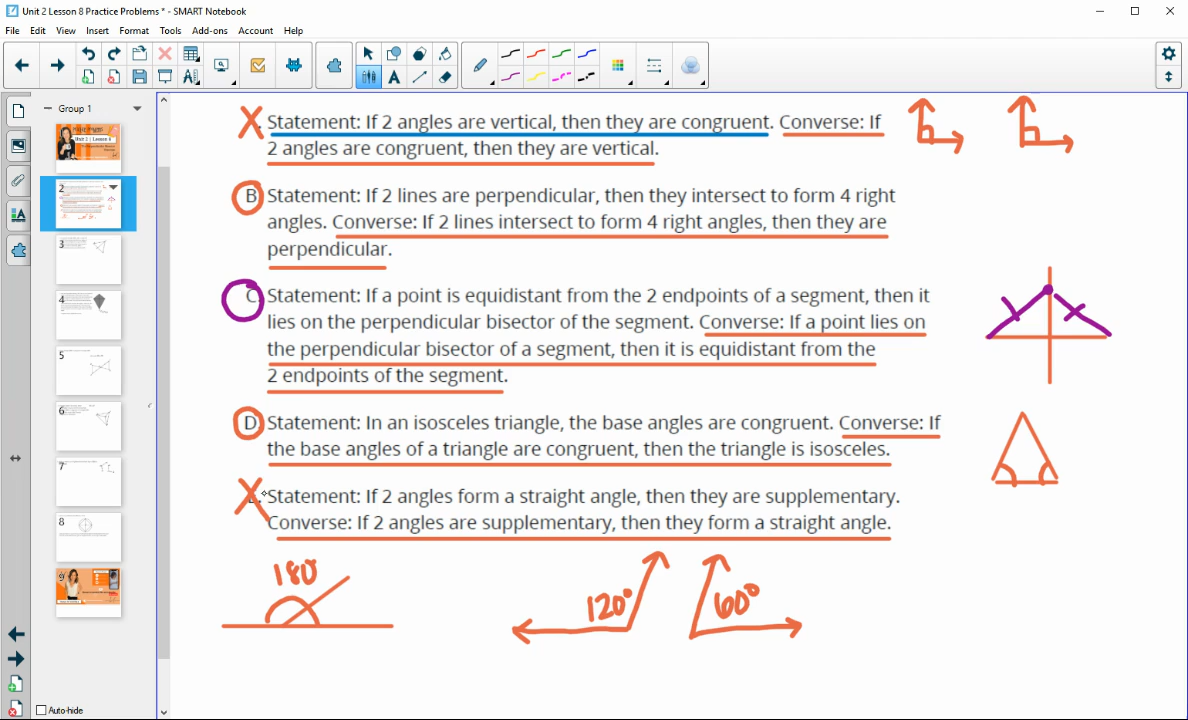 Unit 2 Lesson 8 Practice Problems * - SMART Notebook
File Edit View Insert Format Tools Add-ons Account Help
Group 1
Statement: If 2 angles are vertical, then they are congruent. Converse: If
2 angles are congruent, then they are vertical.
B. Statement: If 2 lines are perpendicular, then they intersect to form 4 right
angles. Converse: If 2 lines intersect to form 4 right angles, then they are
perpendicular.
C. Statement: If a point is equidistant from the 2 endpoints of a segment, then it
lies on the perpendicular bisector of the segment. Converse: If a point lies on
the perpendicular bisector of a segment, then it is equidistant from the
2 endpoints of the segment.
D. Statement: In an isosceles triangle, the base angles are congruent. Converse: If
the base angles of a triangle are congruent, then the triangle is isosceles.
Statement: If 2 angles form a straight angle, then they are supplementary.
Converse: If 2 angles are supplementary, then they form a straight angle.
180°
120°
60°
2
3
4
5
6
7
8
9
Auto-hide